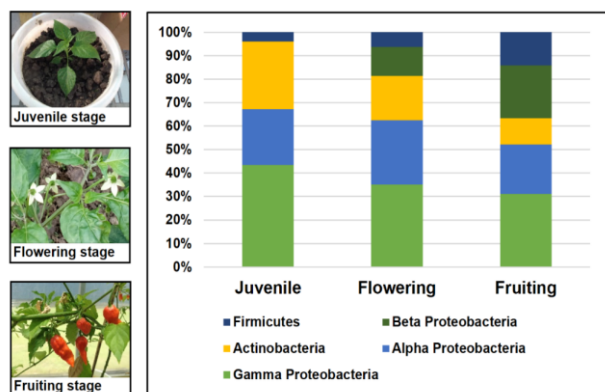 Juvenile stage
Flowering stage
Fruiting stage
100%
90%
80%
70%
60%
50%
40%
30%
20%
10%
0%
Juvenile Flowering Fruiting
Firmicutes Beta Proteobacteria
Actinobacteria Alpha Proteobacteria
Gamma Proteobacteria